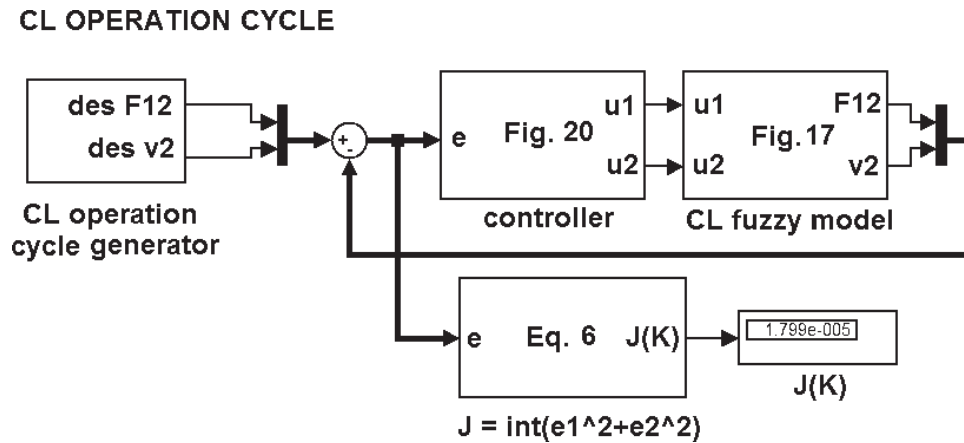 CL OPERATION CYCLE
des F12
des v2
CL operation
cycle generator
+
-
e
Fig. 20
u1
u2
controller
u1
u2
Fig.17
F12
v2
CL fuzzy model
e
Eq. 6
J(K)
J = int(e1^2+e2^2)
1.799e-005
J(K)